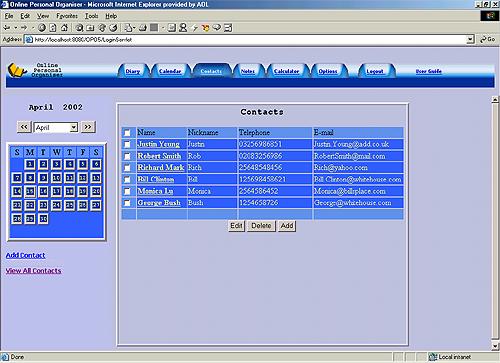 Online Personal Organiser - Microsoft Internet Explorer provided by AOL
File Edit View Favorites Tools Help
Address http://localhost:8080/OPOS/LoginServlet Go
Online
Personal
Organiser
Diary Calendar Contacts Notes Calculator Options Logout User Guide
April 2002
<< April >>
S M T W T F S
1 2 3 4 5 6
7 8 9 10 11 12 13
14 15 16 17 18 19 20
21 22 23 24 25 26 27
28 29 30
Add Contact
View All Contacts
Contacts
Name Nickname Telephone E-mail
Justin Yeung Justin 03256986851 Justin.Yeung@add.co.uk
Robert Smith Rob 02083256986 RobertSmith@mail.com
Richard Mark Rich 25648548456 Rich@yahoo.com
Bill Clinton Bill 125698458621 Bill.Clinton@whitehouse.com
Monica Lu Monica 2564586452 Monica@billsplace.com
George Bush Bush 1254658726 George@whitehouse.com
Edit Delete Add
Done Local intranet